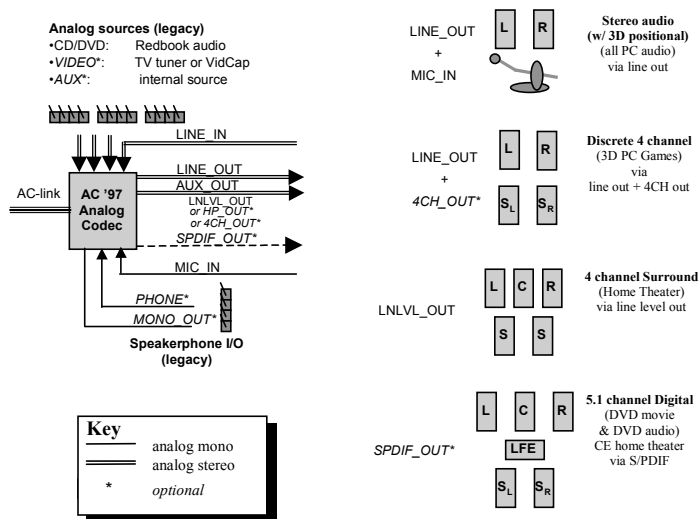 Analog sources (legacy)
•CD/DVD: Redbook audio
•VIDEO*: TV tuner or VidCap
•AUX*: internal source
LINE_IN
LINE_OUT
AUX_OUT
LNLVL_OUT
or HP_OUT*
or 4CH_OUT*
SPDIF_OUT*
AC-link
AC '97
Analog
Codec
MIC_IN
PHONE*
MONO_OUT*
Speakerphone I/O
(legacy)
Key
analog mono
analog stereo
* optional
LINE_OUT
+
MIC_IN
L R
Stereo audio
(w/ 3D positional)
(all PC audio)
via line out
LINE_OUT
+
4CH_OUT*
L R
SL SR
Discrete 4 channel
(3D PC Games)
via
line out + 4CH out
LNLVL_OUT
L C R
S S
4 channel Surround
(Home Theater)
via line level out
SPDIF_OUT*
L C R
LFE
SL SR
5.1 channel Digital
(DVD movie
& DVD audio)
CE home theater
via S/PDIF